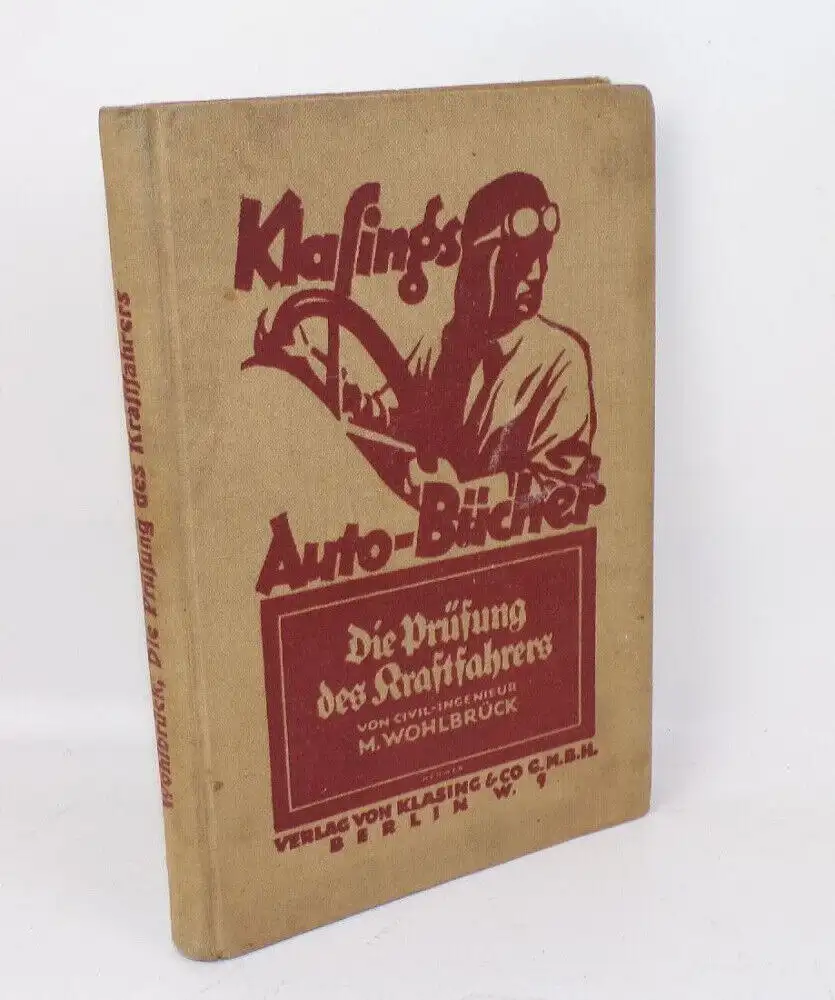 Wohlbrück, Die Prüfung des Kraftfahrers
Klaſings
Auto-Bücher
Die Prüfung
des Kraftfahrers
VON CIVIL-INGENIEUR
M. WOHLBRÜCK
VERLAG VON KLASING & CO G.M.B.H.
BERLIN W. 9